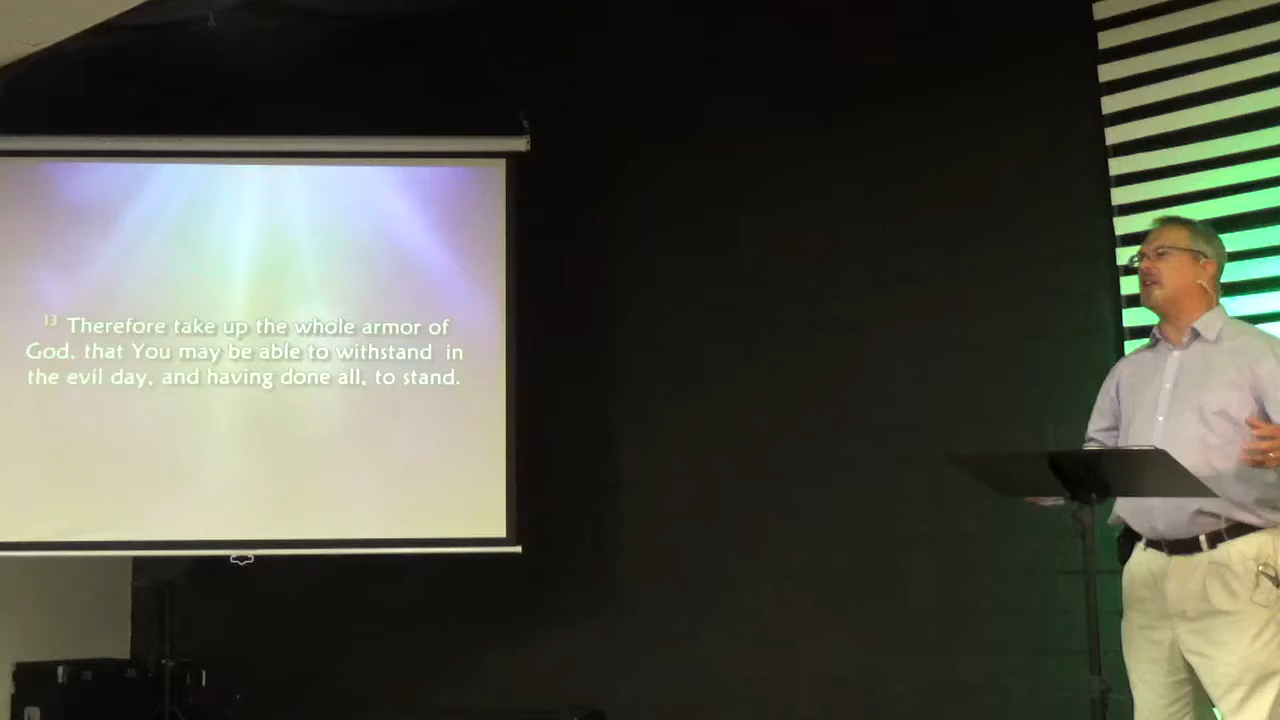 13 Therefore take up the whole armor of
God, that You may be able to withstand in
the evil day, and having done all, to stand.